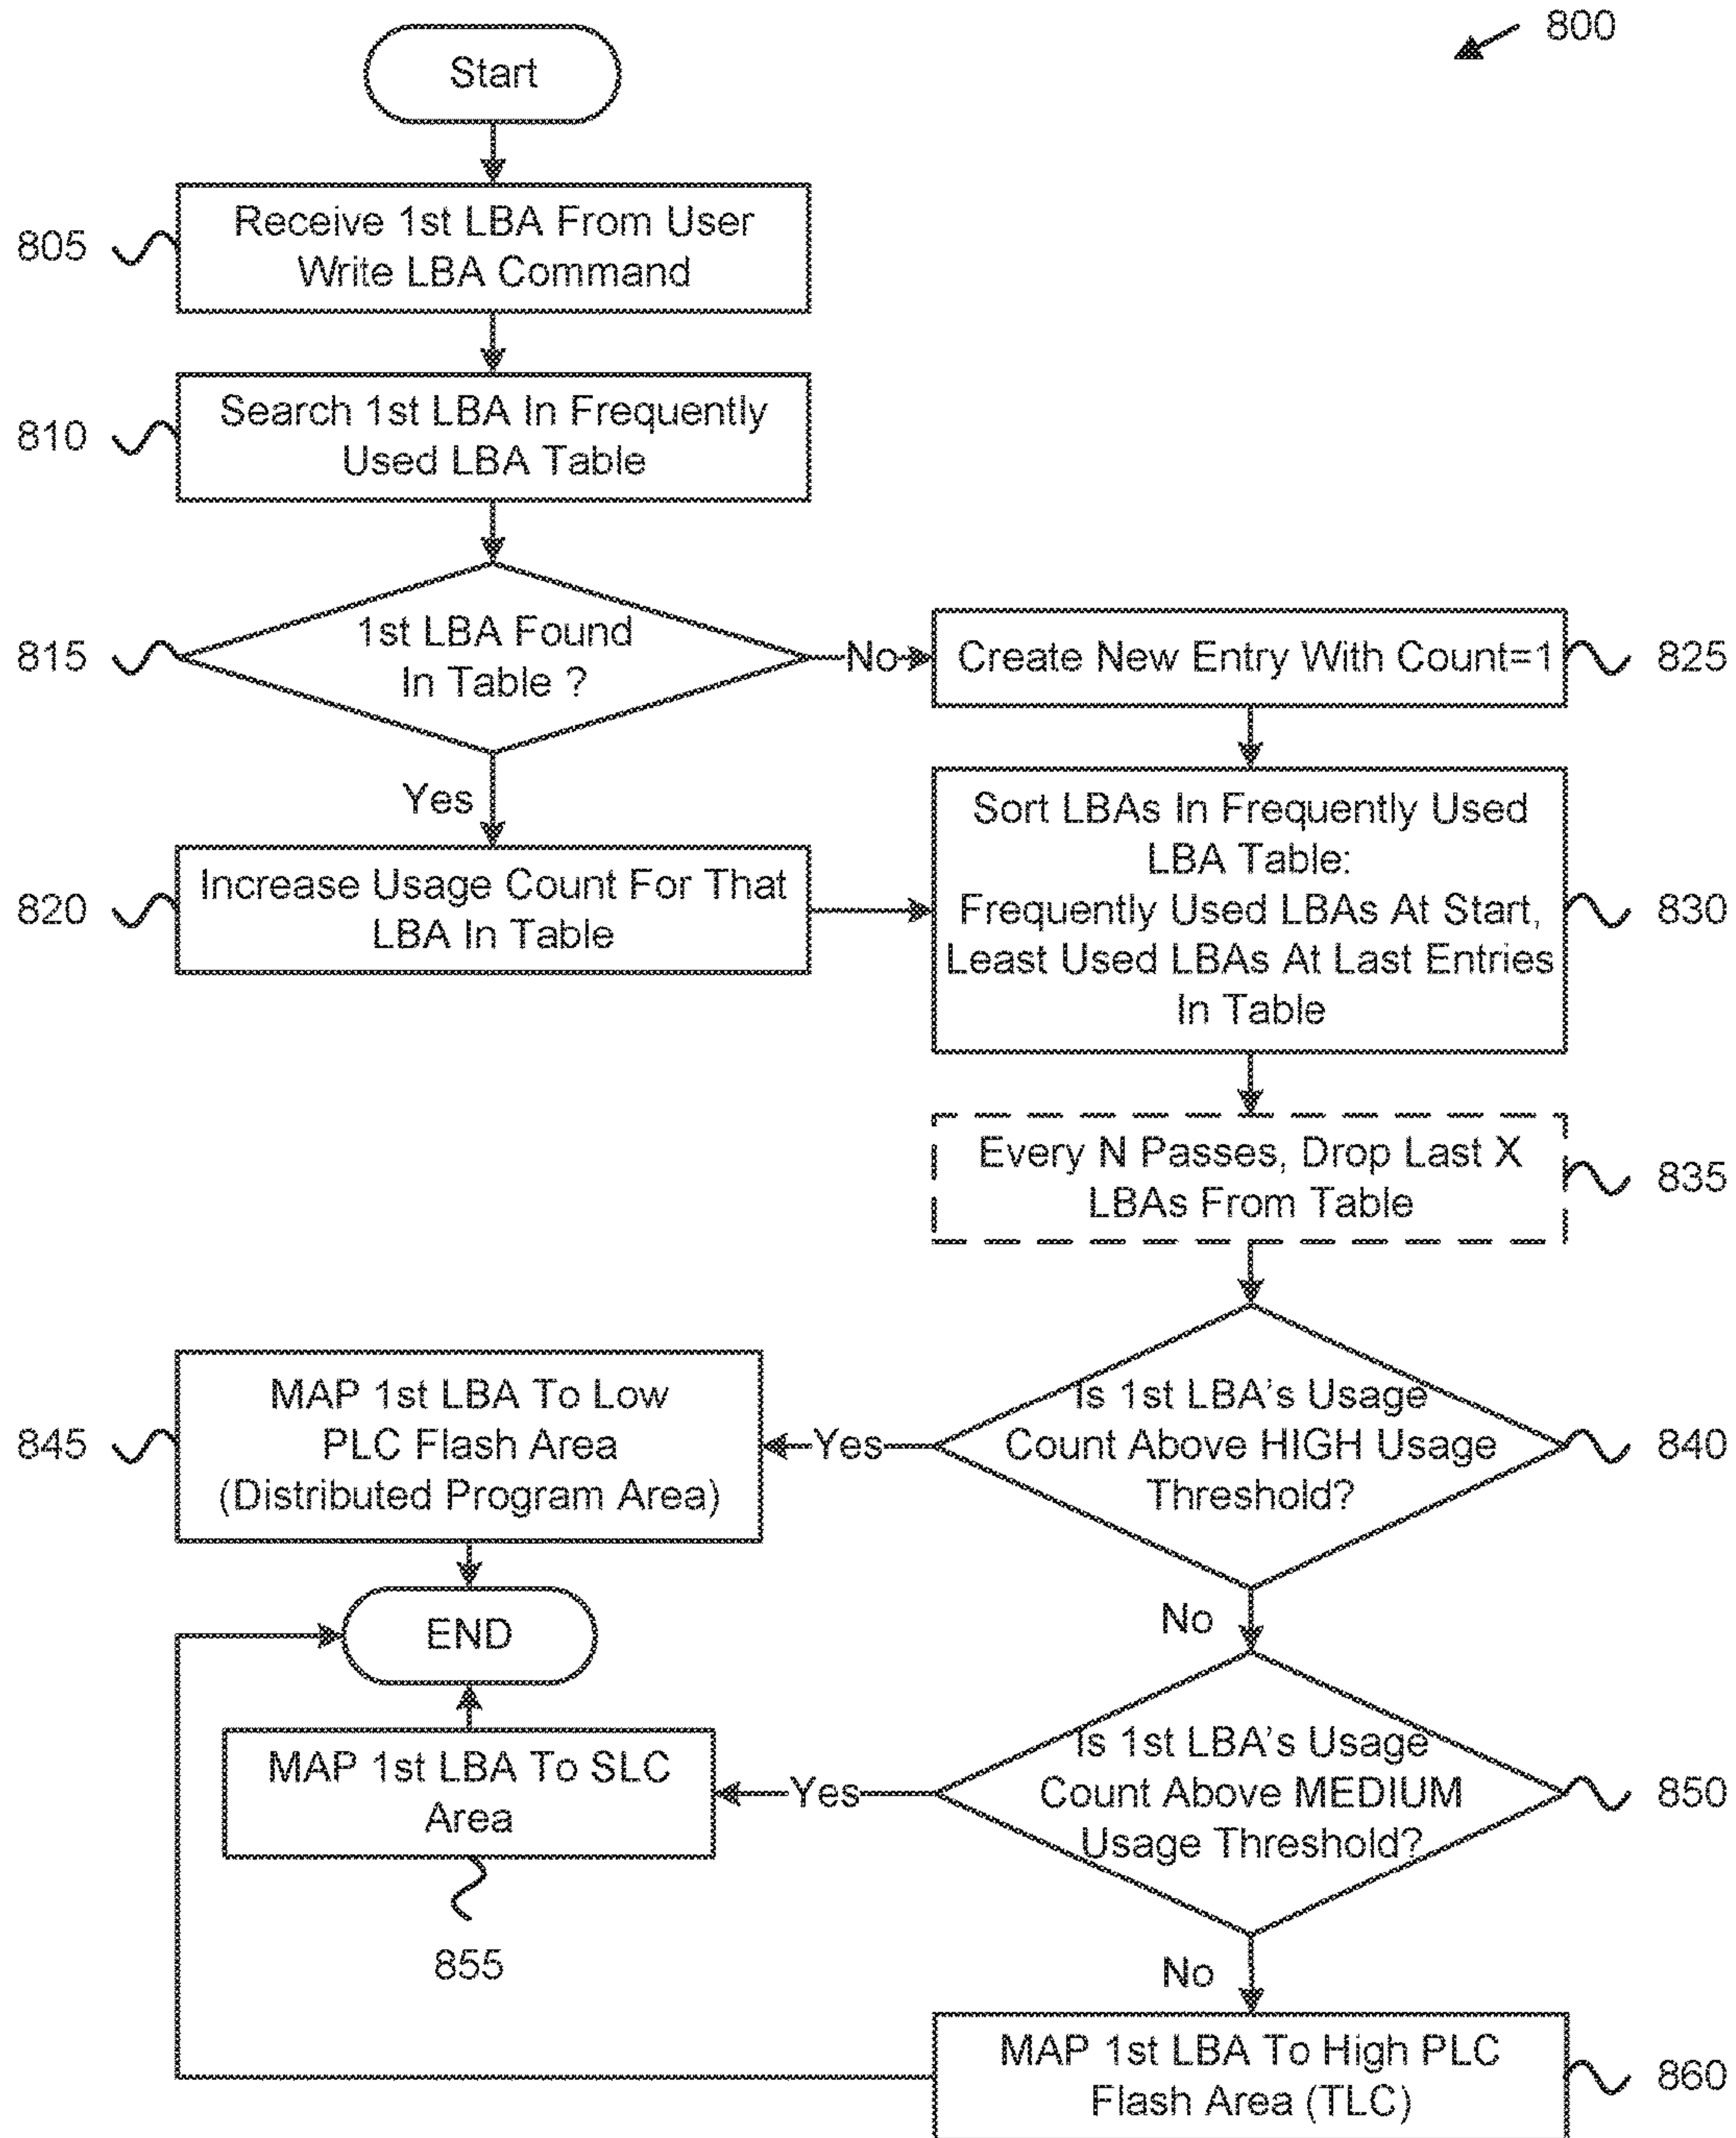 800
Start
805
Receive 1st LBA From User
Write LBA Command
810
Search 1st LBA In Frequently
Used LBA Table
815
1st LBA Found
In Table ?
No
Create New Entry With Count=1
825
Yes
820
Increase Usage Count For That
LBA In Table
Sort LBAs In Frequently Used
LBA Table:
Frequently Used LBAs At Start,
Least Used LBAs At Last Entries
In Table
830
Every N Passes, Drop Last X
LBAs From Table
835
Is 1st LBA's Usage
Count Above HIGH Usage
Threshold?
840
Yes
845
MAP 1st LBA To Low
PLC Flash Area
(Distributed Program Area)
END
No
Is 1st LBA's Usage
Count Above MEDIUM
Usage Threshold?
850
Yes
MAP 1st LBA To SLC
Area
855
No
MAP 1st LBA To High PLC
Flash Area (TLC)
860